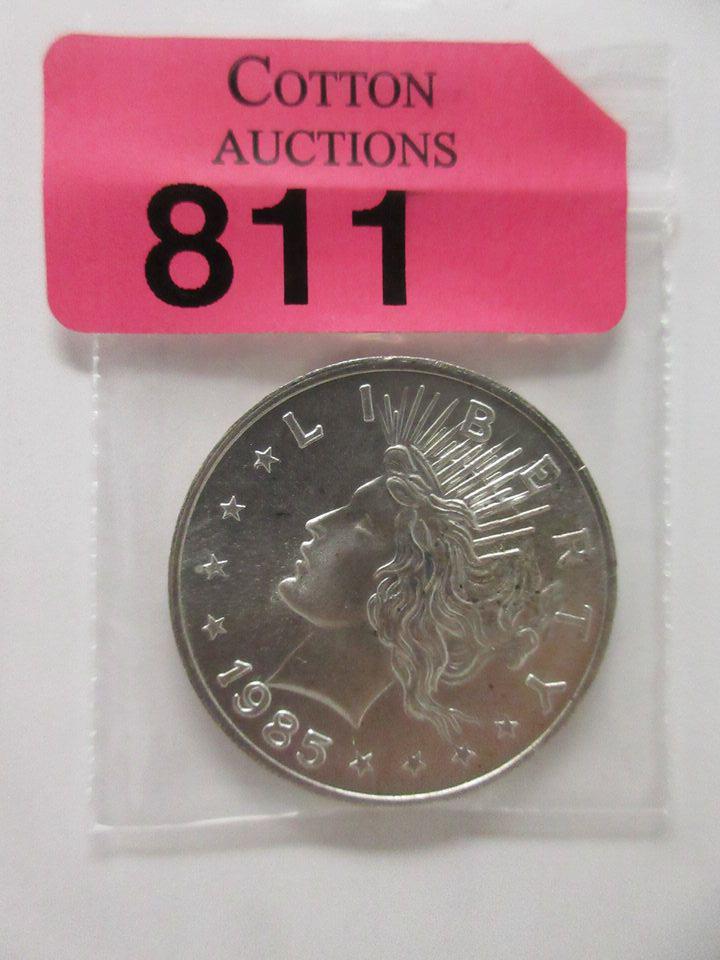 COTTON
AUCTIONS
811
LIBERTY
1985